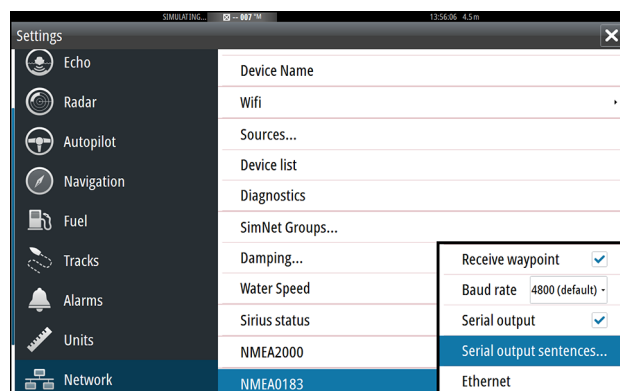 SIMULATING... -- 007 °M 13:56:06 4.5 m
Settings
Echo
Radar
Autopilot
Navigation
Fuel
Tracks
Alarms
Units
Network
Device Name
Wifi
Sources...
Device list
Diagnostics
SimNet Groups...
Damping...
Water Speed
Sirius status
NMEA2000
NMEA0183
Receive waypoint
Baud rate 4800 (default)
Serial output
Serial output sentences...
Ethernet